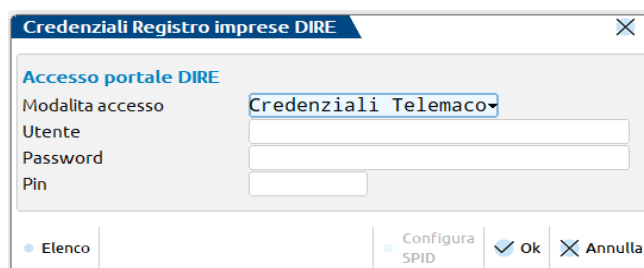 Credenziali Registro imprese DIRE
Accesso portale DIRE
Modalita accesso Credenziali Telemaco
Utente
Password
Pin
Elenco Configura SPID Ok Annulla